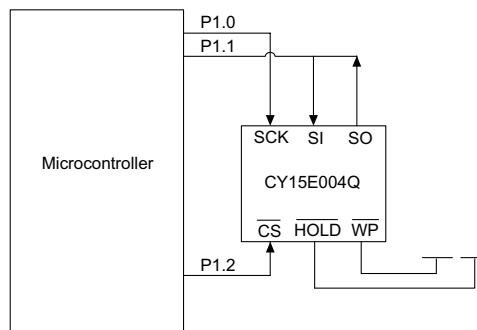 P1.0
P1.1
SCK SI SO
Microcontroller
CY15E004Q
CS HOLD WP
P1.2